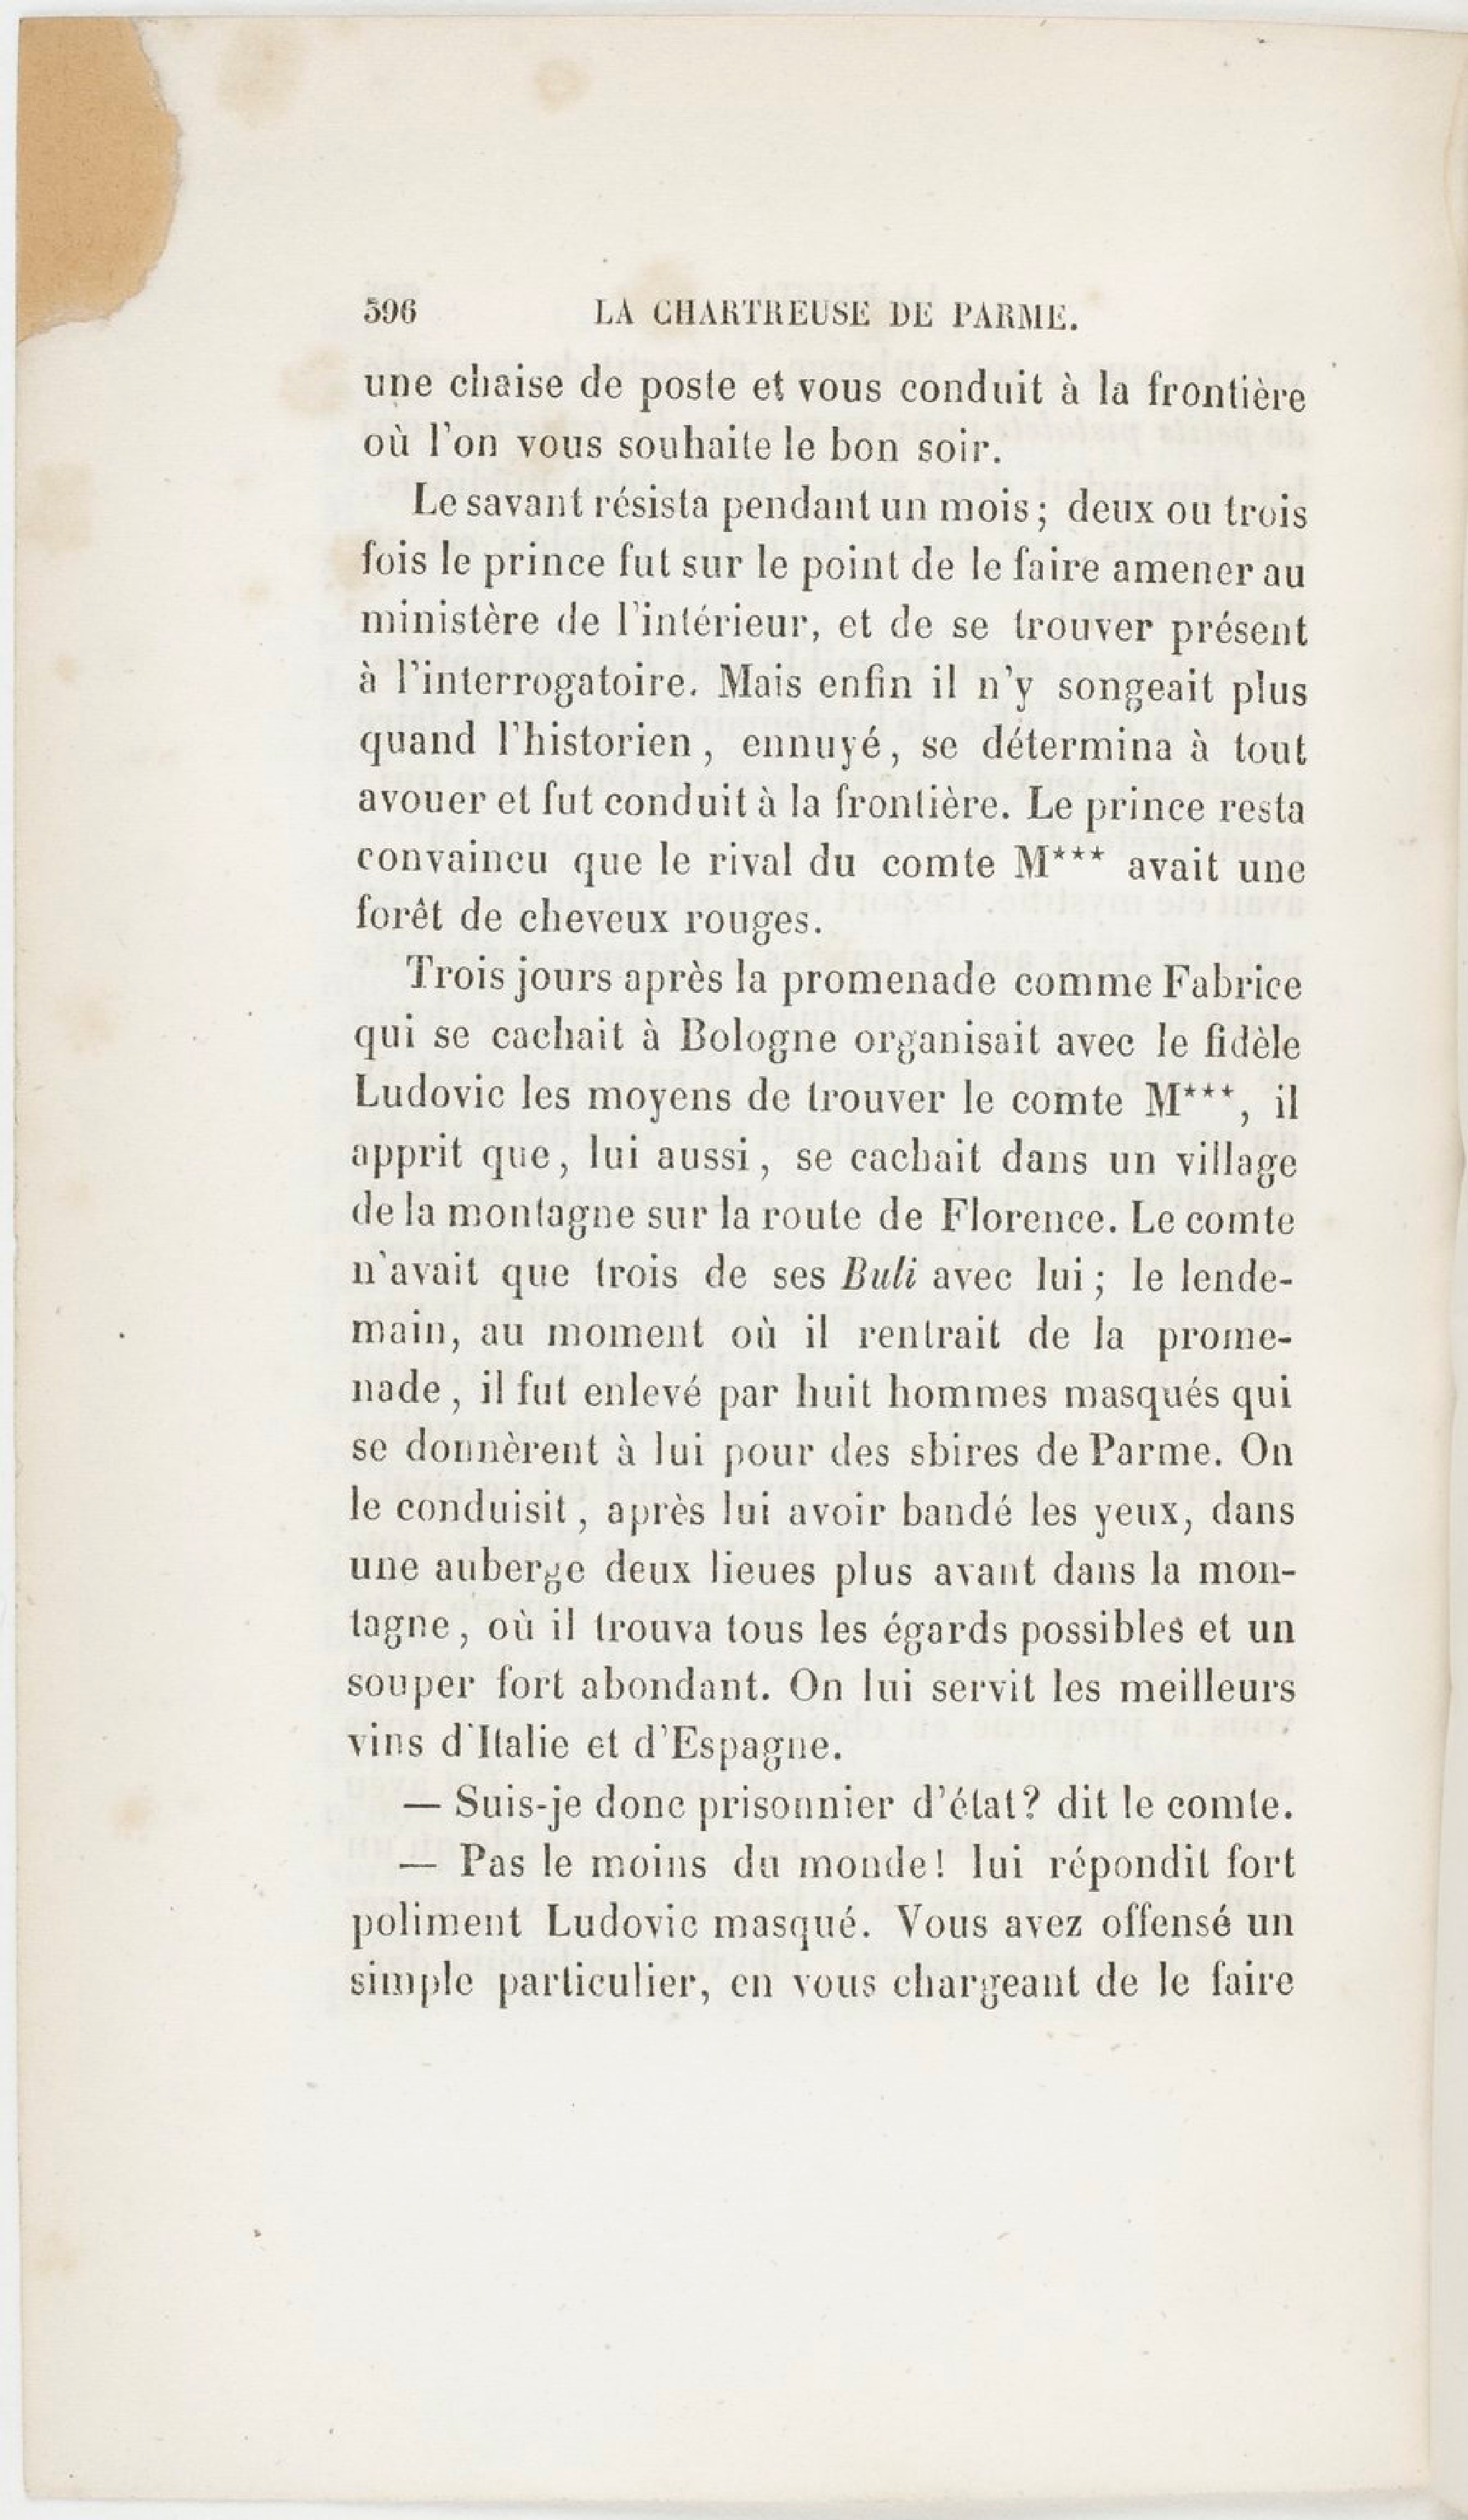 396 LA CHARTREUSE DE PARME.
une chaise de poste et vous conduit à la frontière
où l'on vous souhaite le bon soir.
Le savant résista pendant un mois ; deux ou trois
fois le prince fut sur le point de le faire amener au
ministère de l'intérieur, et de se trouver présent
à l'interrogatoire. Mais enfin il n'y songeait plus
quand l'historien, ennuyé, se détermina à tout
avouer et fut conduit à la frontière. Le prince resta
convaincu que le rival du comte M*** avait une
forêt de cheveux rouges.
Trois jours après la promenade comme Fabrice
qui se cachait à Bologne organisait avec le fidèle
Ludovic les moyens de trouver le comte M***, il
apprit que, lui aussi, se cachait dans un village
de la montagne sur la route de Florence. Le comte
n'avait que trois de ses Buli avec lui ; le lende-
main, au moment où il rentrait de la prome-
nade, il fut enlevé par huit hommes masqués qui
se donnèrent à lui pour des sbires de Parme. On
le conduisit, après lui avoir bandé les yeux, dans
une auberge deux lieues plus avant dans la mon-
tagne, où il trouva tous les égards possibles et un
souper fort abondant. On lui servit les meilleurs
vins d'Italie et d'Espagne.
— Suis-je donc prisonnier d'état? dit le comte.
— Pas le moins du monde! lui répondit fort
poliment Ludovic masqué. Vous avez offensé un
simple particulier, en vous chargeant de le faire